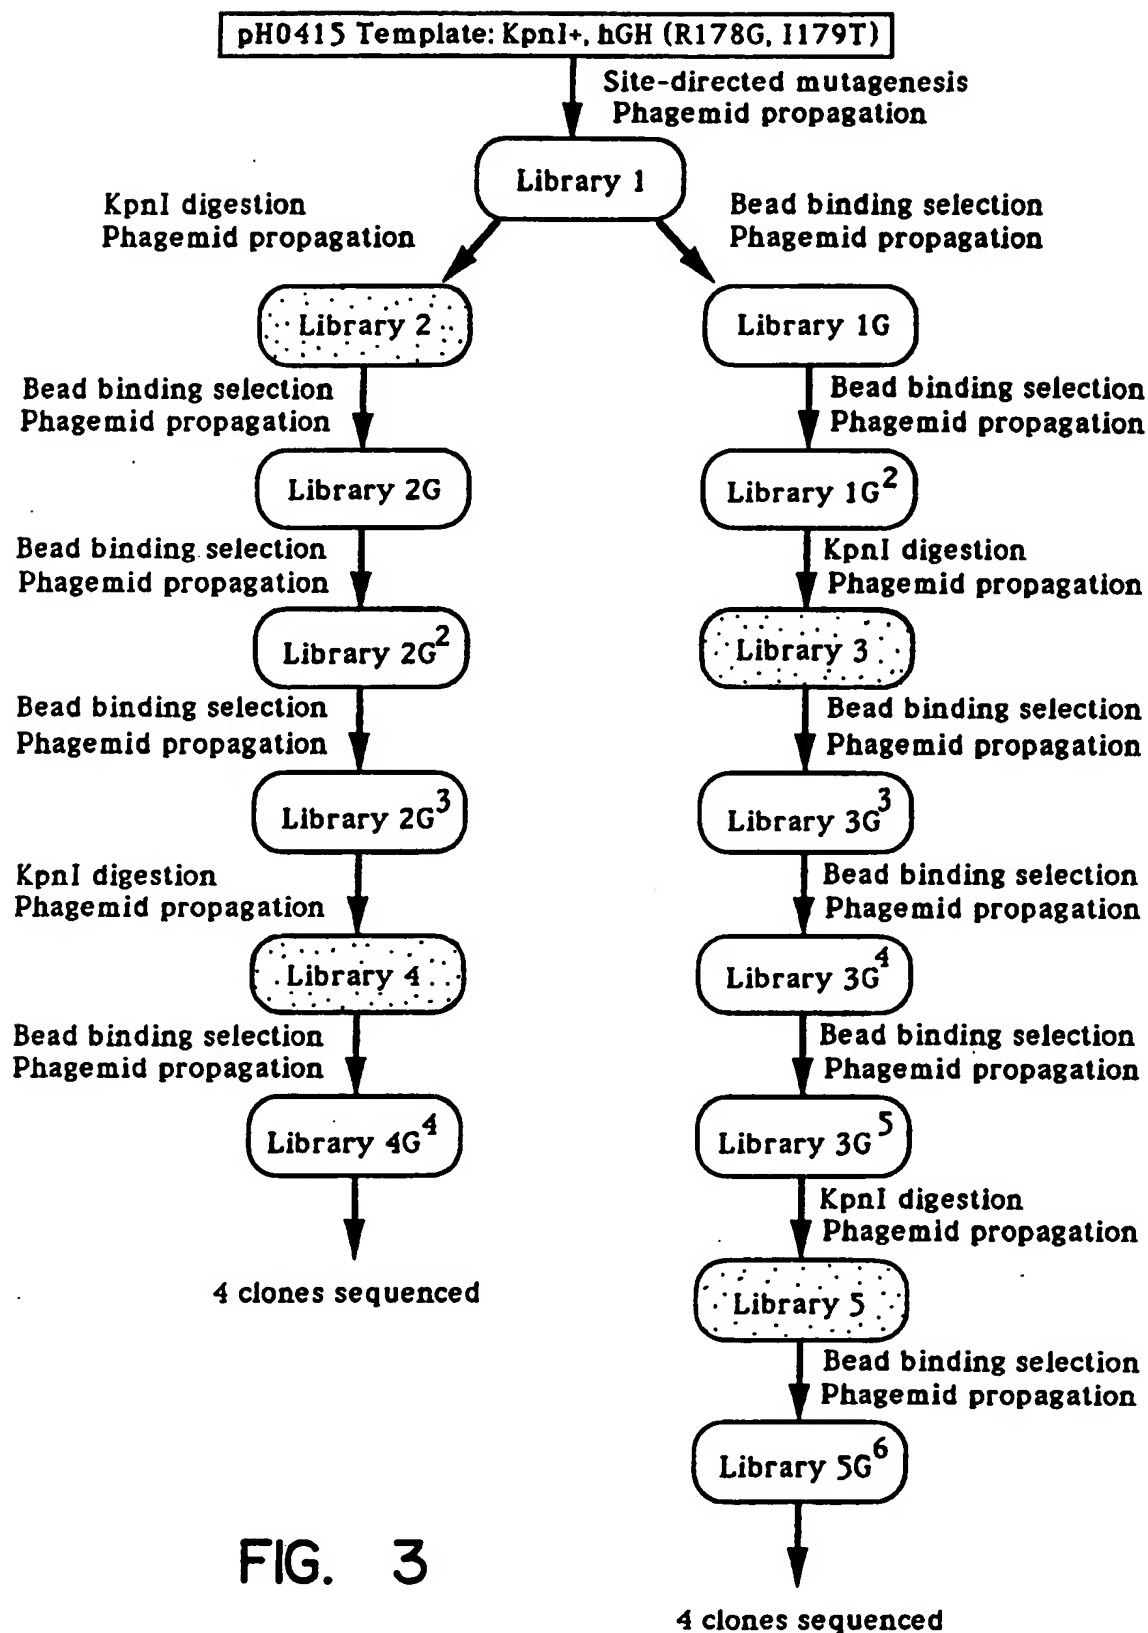 pH0415 Template: KpnI+, hGH (R178G, I179T)
Site-directed mutagenesis
Phagemid propagation
Library 1
KpnI digestion
Phagemid propagation
Bead binding selection
Phagemid propagation
Library 2
Library 1G
Bead binding selection
Phagemid propagation
Bead binding selection
Phagemid propagation
Library 2G
Library 1G²
Bead binding selection
Phagemid propagation
KpnI digestion
Phagemid propagation
Library 2G²
Library 3
Bead binding selection
Phagemid propagation
Bead binding selection
Phagemid propagation
Library 2G³
Library 3G³
KpnI digestion
Phagemid propagation
Bead binding selection
Phagemid propagation
Library 4
Library 3G⁴
Bead binding selection
Phagemid propagation
Bead binding selection
Phagemid propagation
Library 4G⁴
Library 3G⁵
KpnI digestion
Phagemid propagation
4 clones sequenced
Library 5
Bead binding selection
Phagemid propagation
Library 5G⁶
FIG. 3
4 clones sequenced